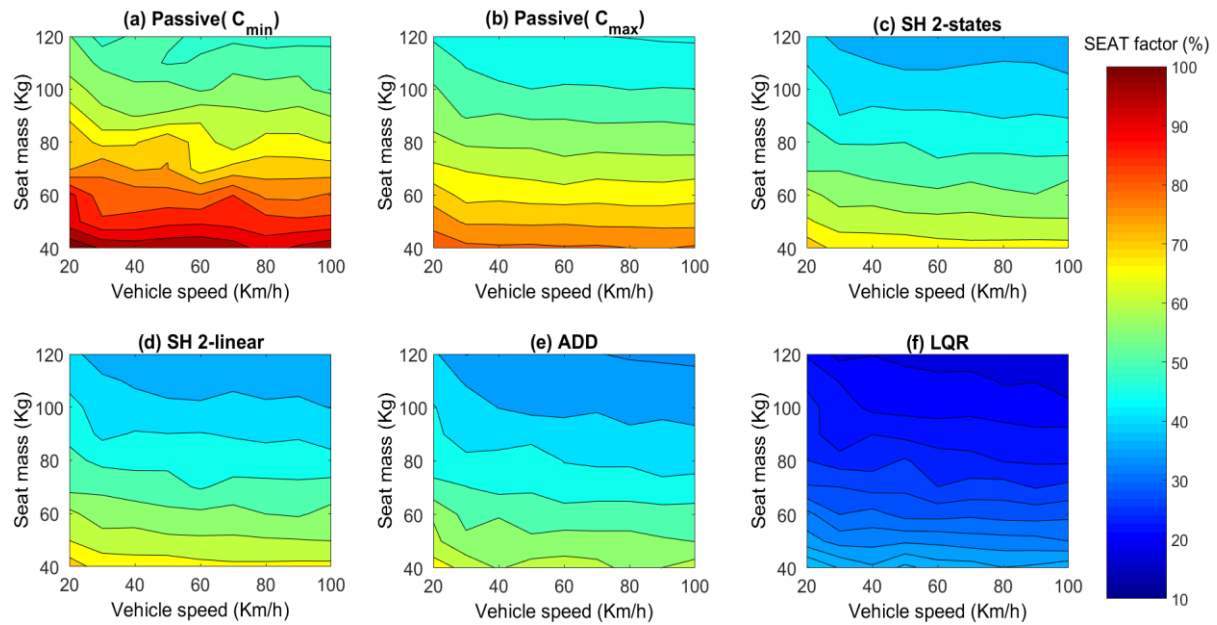 (a) Passive( Cmin)
(b) Passive( Cmax)
(c) SH 2-states
SEAT factor (%)
120
100
80
60
40
Seat mass (Kg)
20 40 60 80 100
Vehicle speed (Km/h)
120
100
80
60
40
Seat mass (Kg)
20 40 60 80 100
Vehicle speed (Km/h)
120
100
80
60
40
Seat mass (Kg)
20 40 60 80 100
Vehicle speed (Km/h)
(d) SH 2-linear
(e) ADD
(f) LQR
120
100
80
60
40
Seat mass (Kg)
20 40 60 80 100
Vehicle speed (Km/h)
120
100
80
60
40
Seat mass (Kg)
20 40 60 80 100
Vehicle speed (Km/h)
120
100
80
60
40
Seat mass (Kg)
20 40 60 80 100
Vehicle speed (Km/h)
100
90
80
70
60
50
40
30
20
10